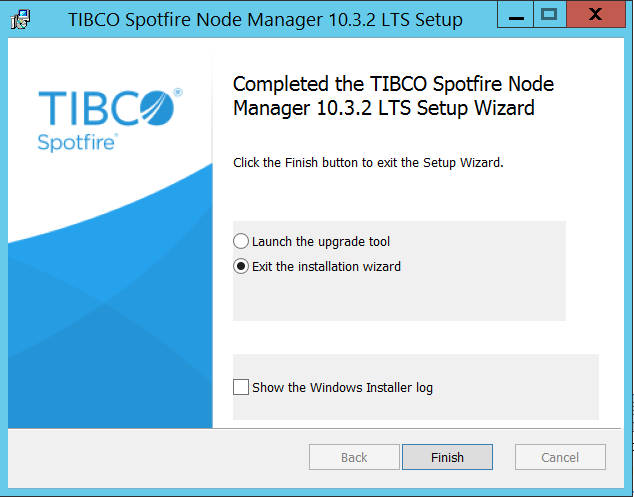 TIBCO Spotfire Node Manager 10.3.2 LTS Setup
X
TIBCO®
Spotfire®
Completed the TIBCO Spotfire Node
Manager 10.3.2 LTS Setup Wizard
Click the Finish button to exit the Setup Wizard.
Launch the upgrade tool
Exit the installation wizard
Show the Windows Installer log
Back
Finish
Cancel